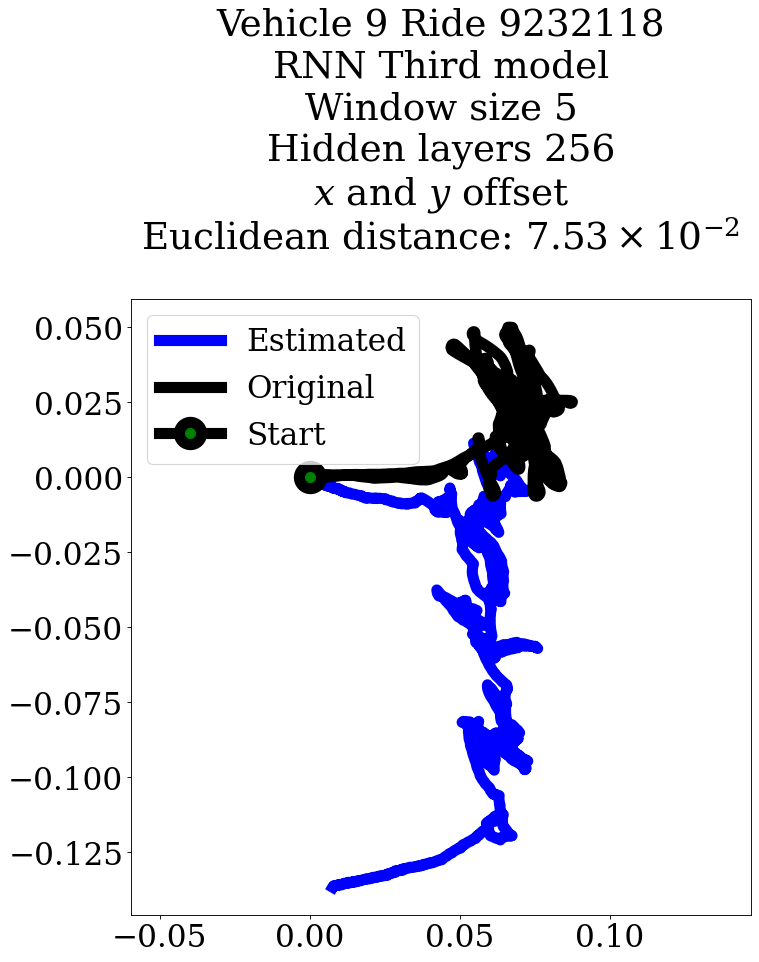 Vehicle 9 Ride 9232118
RNN Third model
Window size 5
Hidden layers 256
x and y offset
Euclidean distance: 7.53 × 10⁻²
Estimated
Original
Start
0.050
0.025
0.000
−0.025
−0.050
−0.075
−0.100
−0.125
−0.05 0.00 0.05 0.10